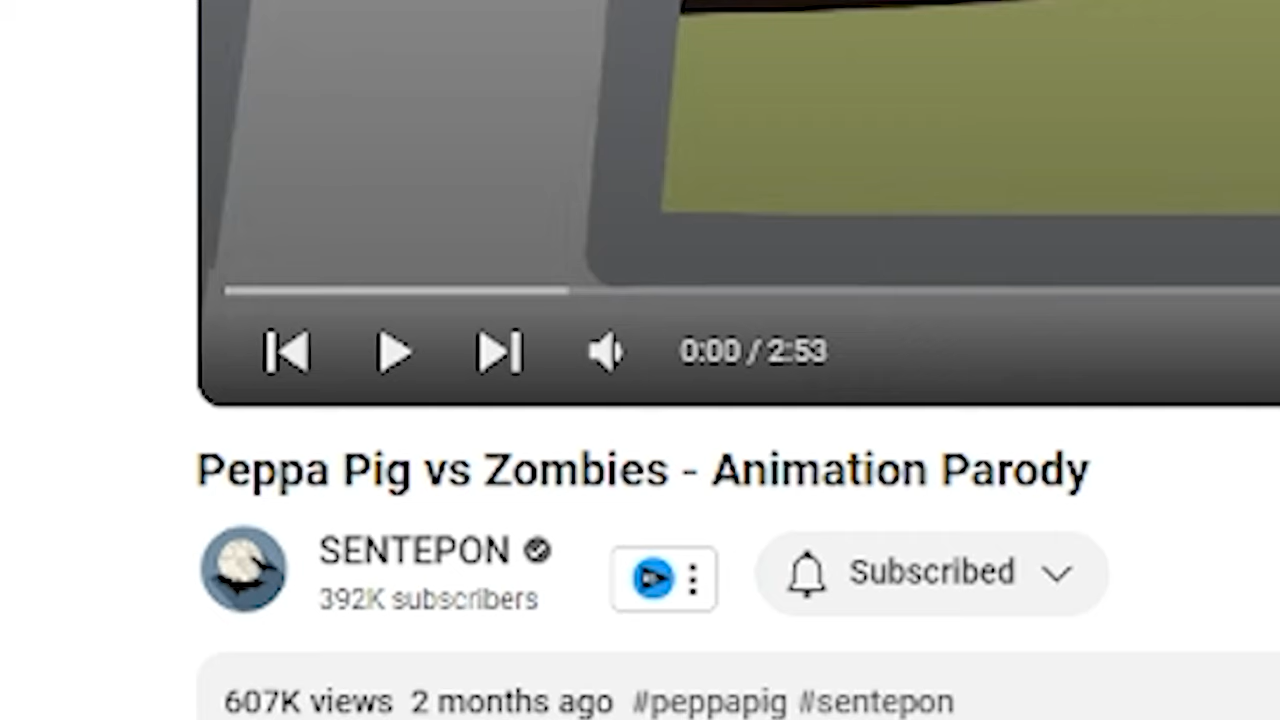 0:00 / 2:53
Peppa Pig vs Zombies - Animation Parody
SENTEPON
392K subscribers
Subscribed
607K views 2 months ago #peppapig #sentepon